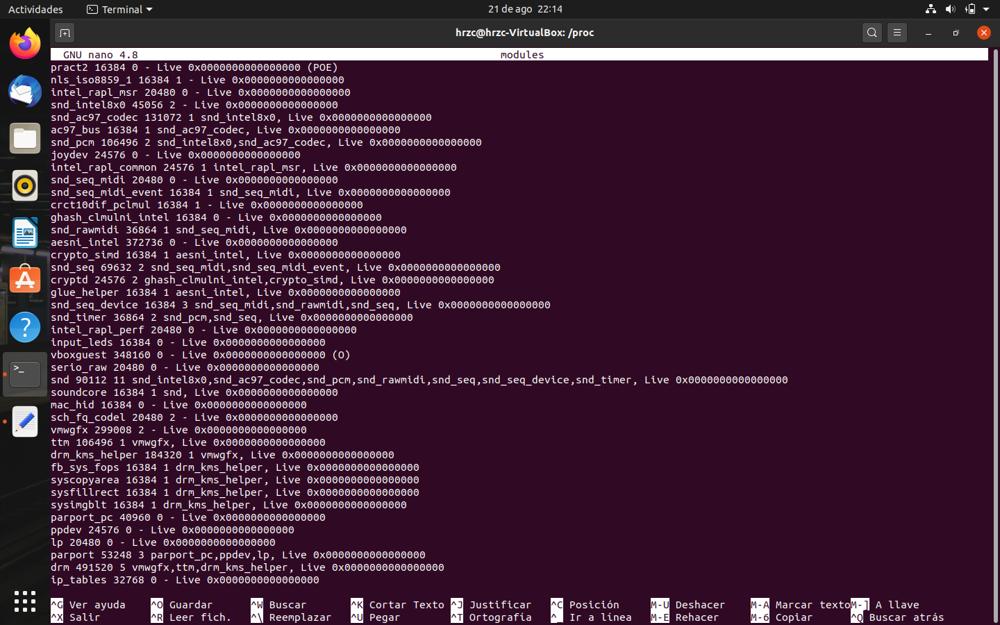 Actividades
Terminal
21 de ago 22:14
hrzc@hrzc-VirtualBox: /proc
GNU nano 4.8 modules
pract2 16384 0 - Live 0x0000000000000000 (POE)
nls_iso8859_1 16384 1 - Live 0x0000000000000000
intel_rapl_msr 20480 0 - Live 0x0000000000000000
snd_intel8x0 45056 2 - Live 0x0000000000000000
snd_ac97_codec 131072 1 snd_intel8x0, Live 0x0000000000000000
ac97_bus 16384 1 snd_ac97_codec, Live 0x0000000000000000
snd_pcm 106496 2 snd_intel8x0,snd_ac97_codec, Live 0x0000000000000000
joydev 24576 0 - Live 0x0000000000000000
intel_rapl_common 24576 1 intel_rapl_msr, Live 0x0000000000000000
snd_seq_midi 20480 0 - Live 0x0000000000000000
snd_seq_midi_event 16384 1 snd_seq_midi, Live 0x0000000000000000
crct10dif_pclmul 16384 1 - Live 0x0000000000000000
ghash_clmulni_intel 16384 0 - Live 0x0000000000000000
snd_rawmidi 36864 1 snd_seq_midi, Live 0x0000000000000000
aesni_intel 372736 0 - Live 0x0000000000000000
crypto_simd 16384 1 aesni_intel, Live 0x0000000000000000
snd_seq 69632 2 snd_seq_midi,snd_seq_midi_event, Live 0x0000000000000000
cryptd 24576 2 ghash_clmulni_intel,crypto_simd, Live 0x0000000000000000
glue_helper 16384 1 aesni_intel, Live 0x0000000000000000
snd_seq_device 16384 3 snd_seq_midi,snd_rawmidi,snd_seq, Live 0x0000000000000000
snd_timer 36864 2 snd_pcm,snd_seq, Live 0x0000000000000000
intel_rapl_perf 20480 0 - Live 0x0000000000000000
input_leds 16384 0 - Live 0x0000000000000000
vboxguest 348160 0 - Live 0x0000000000000000 (O)
serio_raw 20480 0 - Live 0x0000000000000000
snd 90112 11 snd_intel8x0,snd_ac97_codec,snd_pcm,snd_rawmidi,snd_seq,snd_seq_device,snd_timer, Live 0x0000000000000000
soundcore 16384 1 snd, Live 0x0000000000000000
mac_hid 16384 0 - Live 0x0000000000000000
sch_fq_codel 20480 2 - Live 0x0000000000000000
vmwgfx 299008 2 - Live 0x0000000000000000
ttm 106496 1 vmwgfx, Live 0x0000000000000000
drm_kms_helper 184320 1 vmwgfx, Live 0x0000000000000000
fb_sys_fops 16384 1 drm_kms_helper, Live 0x0000000000000000
syscopyarea 16384 1 drm_kms_helper, Live 0x0000000000000000
sysfillrect 16384 1 drm_kms_helper, Live 0x0000000000000000
sysimgblt 16384 1 drm_kms_helper, Live 0x0000000000000000
parport_pc 40960 0 - Live 0x0000000000000000
ppdev 24576 0 - Live 0x0000000000000000
lp 20480 0 - Live 0x0000000000000000
parport 53248 3 parport_pc,ppdev,lp, Live 0x0000000000000000
drm 491520 5 vmwgfx,ttm,drm_kms_helper, Live 0x0000000000000000
ip_tables 32768 0 - Live 0x0000000000000000
^G Ver ayuda ^O Guardar ^W Buscar ^K Cortar Texto ^J Justificar ^C Posición M-U Deshacer M-A Marcar texto M-] A llave
^X Salir ^R Leer fich. ^\ Reemplazar ^U Pegar ^T Ortografía ^_ Ir a línea M-E Rehacer M-6 Copiar ^Q Buscar atrás